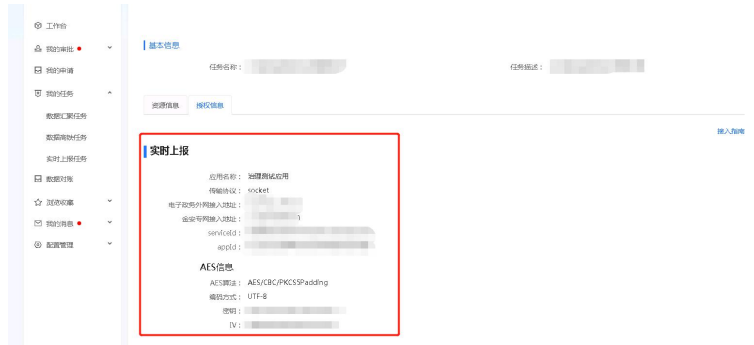 工作台
我的审批
我的申请
我的任务
数据汇聚任务
数据高铁任务
实时上报任务
数据对账
浏览收藏
我的消息
配置管理
基本信息
任务名称：
任务描述：
资源信息
授权信息
接入指南
实时上报
应用名称： 治理测试应用
传输协议： socket
电子政务外网接入地址：
金安专网接入地址：
serviceId：
appId：
AES信息
AES算法： AES/CBC/PKCS5Padding
编码方式： UTF-8
密钥：
IV：